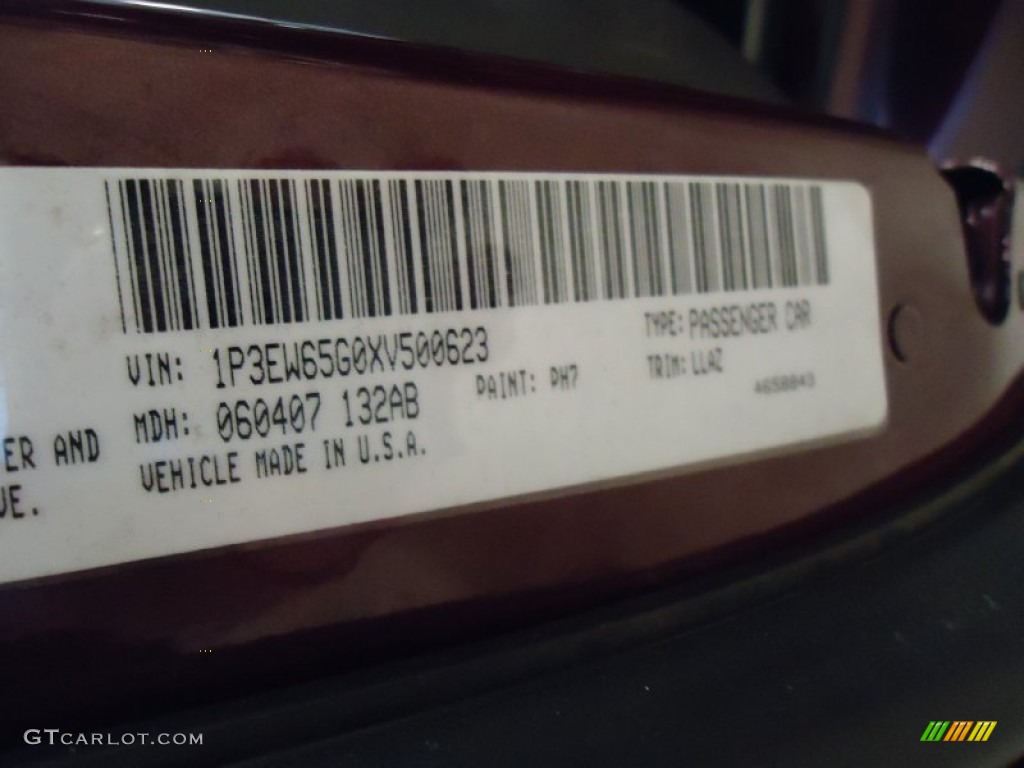 VIN: 1P3EW65G0XV500623
TYPE: PASSENGER CAR
MDH: 060407 132AB
PAINT: PH7
TRIM: LLAZ
4658843
ER AND
VEHICLE MADE IN U.S.A.
VE.
GTCARLOT.COM